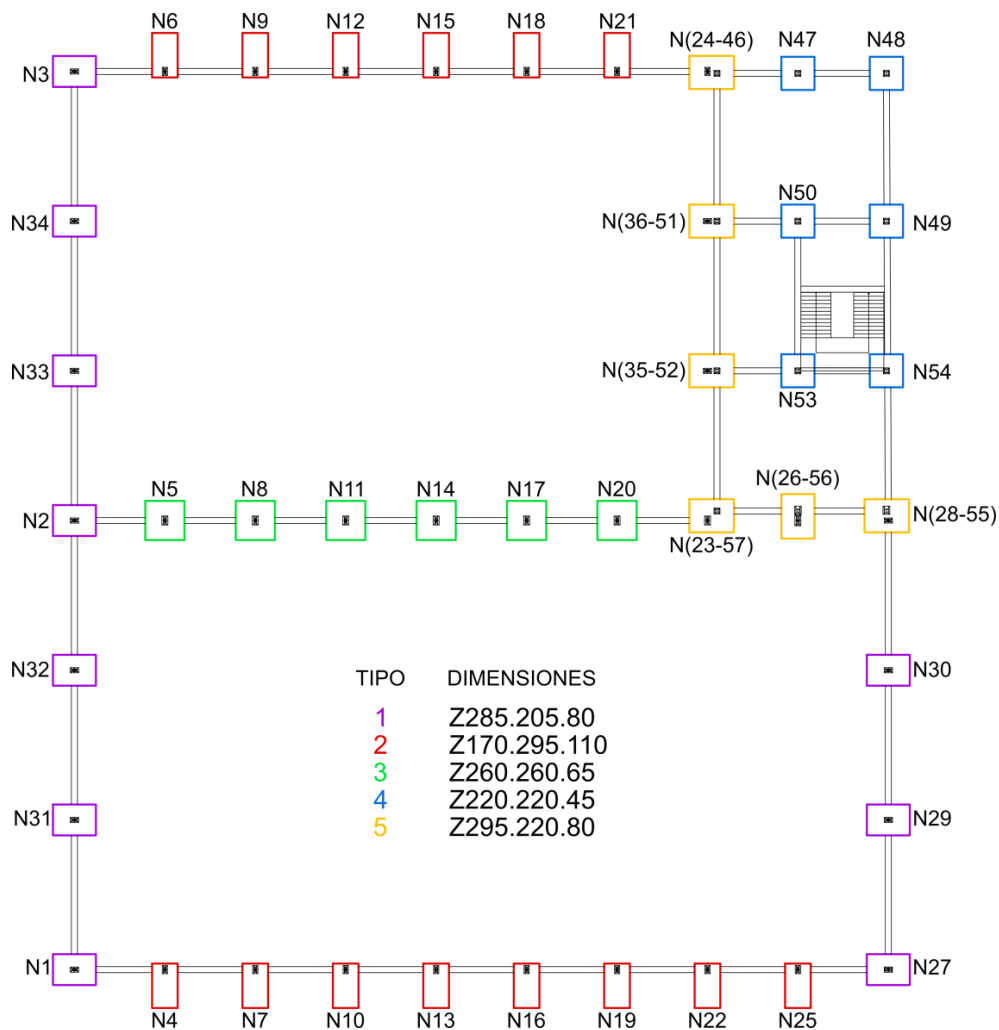 N6 N9 N12 N15 N18 N21 N(24-46) N47 N48
N3
N34 N(36-51) N50 N49
N33 N(35-52) N53 N54
N5 N8 N11 N14 N17 N20 N(26-56)
N2 N(23-57) N(28-55)
N32 N30
TIPO DIMENSIONES
1 Z285.205.80
2 Z170.295.110
3 Z260.260.65
4 Z220.220.45
5 Z295.220.80
N31 N29
N1 N27
N4 N7 N10 N13 N16 N19 N22 N25